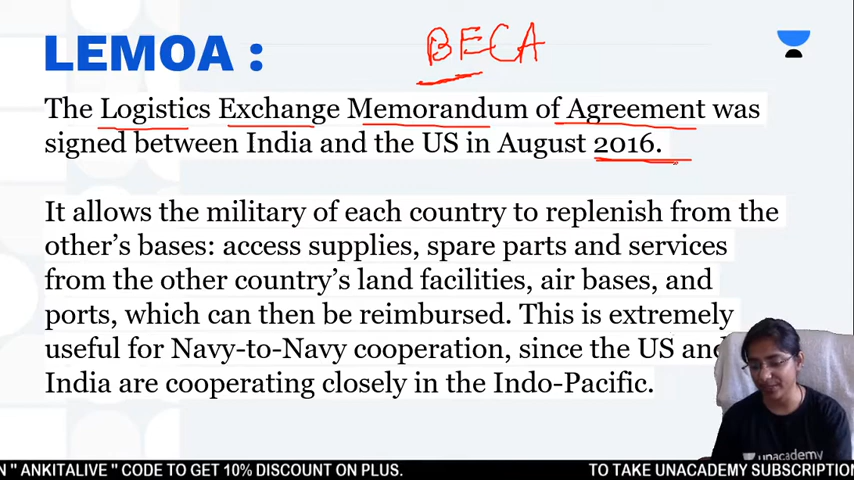 BECA
LEMOA :
The Logistics Exchange Memorandum of Agreement was
signed between India and the US in August 2016.
It allows the military of each country to replenish from the
other's bases: access supplies, spare parts and services
from the other country's land facilities, air bases, and
ports, which can then be reimbursed. This is extremely
useful for Navy-to-Navy cooperation, since the US and
India are cooperating closely in the Indo-Pacific.
unacademy
N " ANKITALIVE " CODE TO GET 10% DISCOUNT ON PLUS. TO TAKE UNACADEMY SUBSCRIPTION